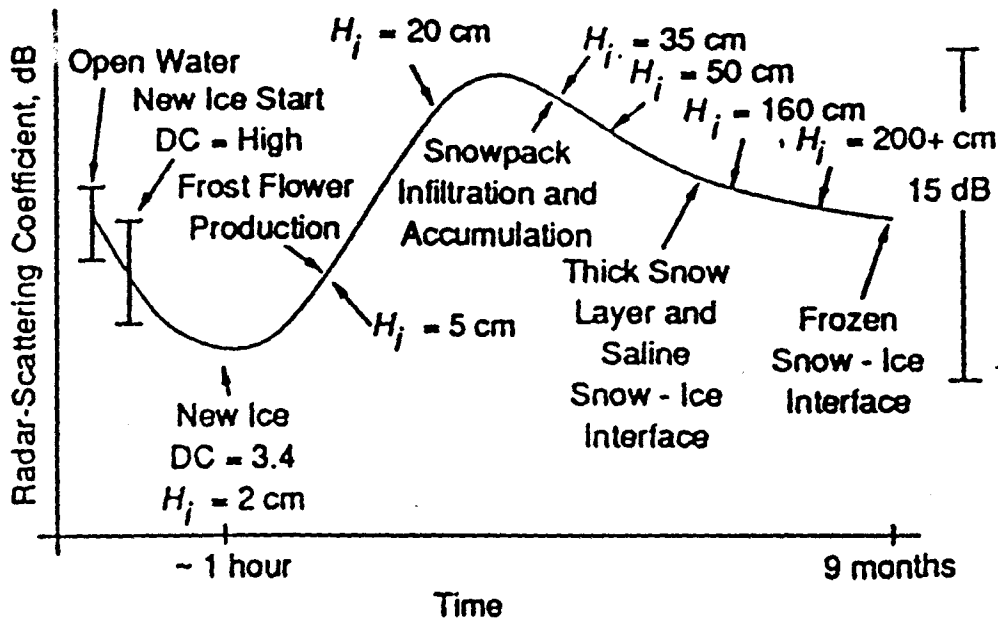 Radar-Scattering Coefficient, dB
Open Water
New Ice Start
DC = High
Frost Flower
Production
H_i = 20 cm
H_i = 35 cm
H_i = 50 cm
H_i = 160 cm
H_i = 200+ cm
15 dB
Snowpack
Infiltration and
Accumulation
H_i = 5 cm
Thick Snow
Layer and
Saline
Snow - Ice
Interface
Frozen
Snow - Ice
Interface
New Ice
DC = 3.4
H_i = 2 cm
~ 1 hour
9 months
Time